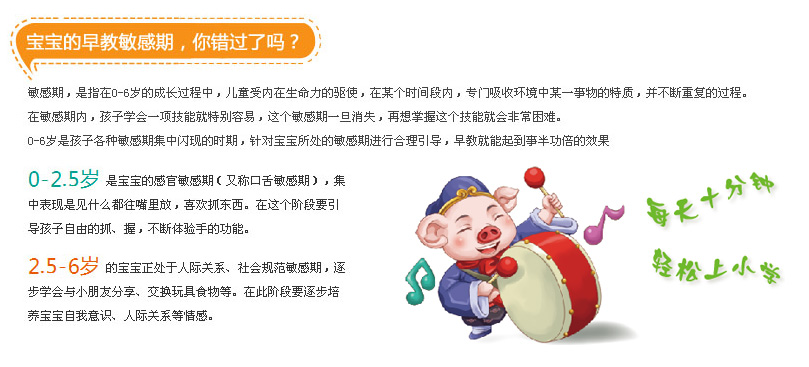 宝宝的早教敏感期，你错过了吗？
敏感期，是指在0-6岁的成长过程中，儿童受内在生命力的驱使，在某个时间段内，专门吸收环境中某一事物的特质，并不断重复的过程。
在敏感期内，孩子学会一项技能就特别容易，这个敏感期一旦消失，再想掌握这个技能就会非常困难。
0-6岁是孩子各种敏感期集中闪现的时期，针对宝宝所处的敏感期进行合理引导，早教就能起到事半功倍的效果
0-2.5岁 是宝宝的感官敏感期（又称口舌敏感期），集
中表现是见什么都往嘴里放，喜欢抓东西。在这个阶段要引
导孩子自由的抓、握，不断体验手的功能。
2.5-6岁 的宝宝正处于人际关系、社会规范敏感期，逐
步学会与小朋友分享、交换玩具食物等。在此阶段要逐步培
养宝宝自我意识、人际关系等情感。
每天十分钟
轻松上小学